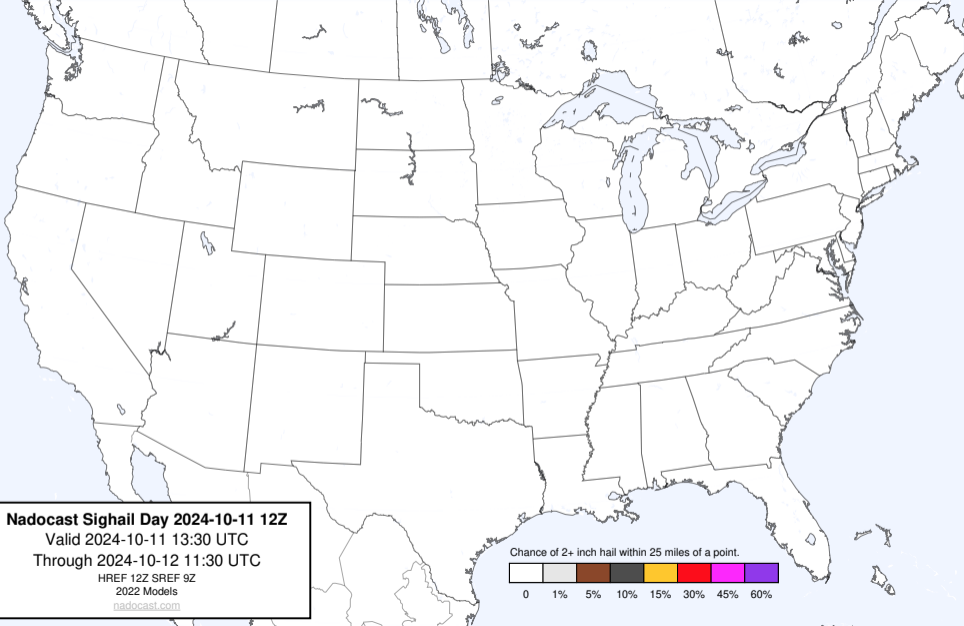 Nadocast Sighail Day 2024-10-11 12Z
Valid 2024-10-11 13:30 UTC
Through 2024-10-12 11:30 UTC
HREF 12Z SREF 9Z
2022 Models
nadocast.com
Chance of 2+ inch hail within 25 miles of a point.
0 1% 5% 10% 15% 30% 45% 60%